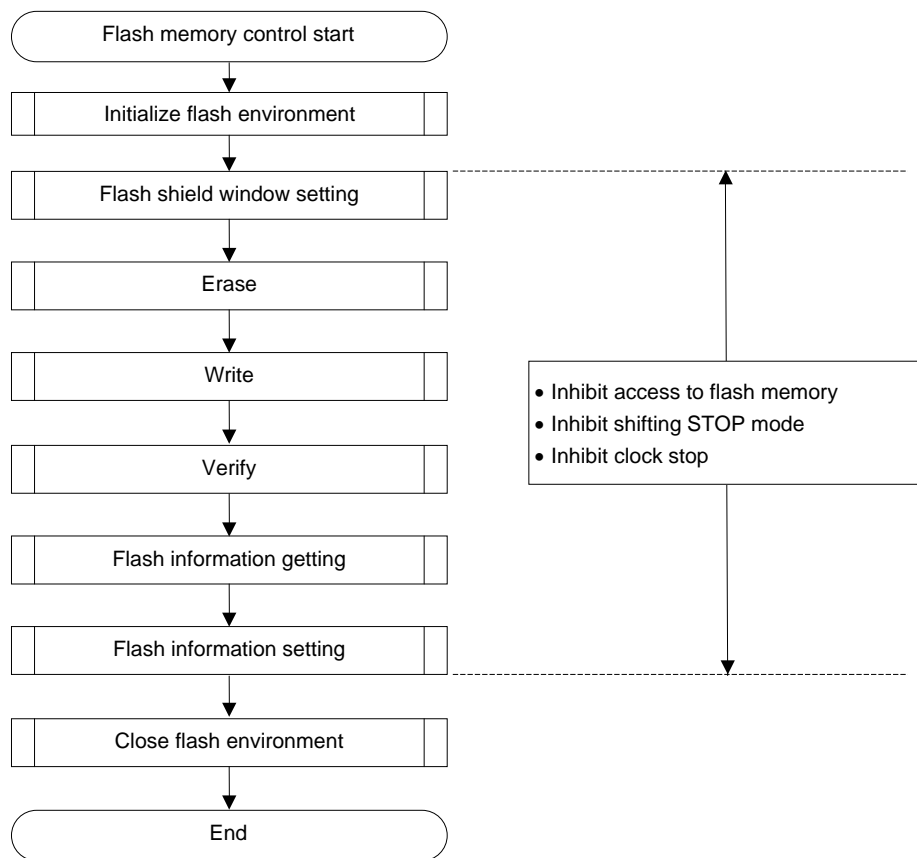 Flash memory control start
Initialize flash environment
Flash shield window setting
Erase
Write
• Inhibit access to flash memory
• Inhibit shifting STOP mode
• Inhibit clock stop
Verify
Flash information getting
Flash information setting
Close flash environment
End